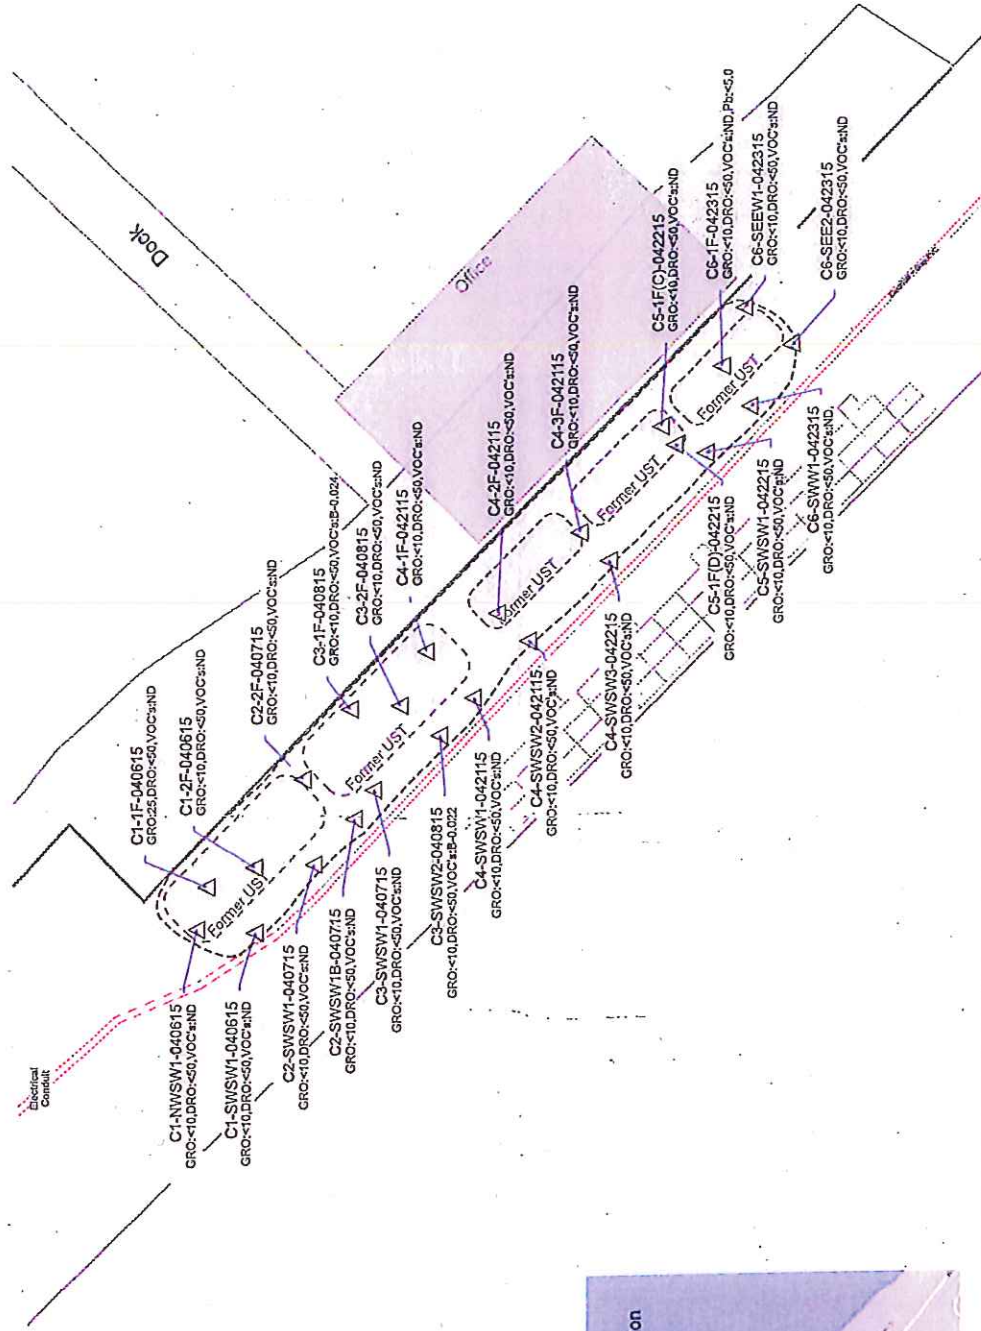 Dock
Office
Electrical
Conduit
C1-1F-040615
GRO:25,DRO:<50,VOC's:ND
C1-2F-040615
GRO:<10,DRO:<50,VOC's:ND
C2-2F-040715
GRO:<10,DRO:<50,VOC's:ND
C3-1F-040815
GRO:<10,DRO:<50,VOC's:B-0.024
C3-2F-040815
GRO:<10,DRO:<50,VOC's:ND
C4-1F-042115
GRO:<10,DRO:<50,VOC's:ND
C4-2F-042115
GRO:<10,DRO:<50,VOC's:ND
C4-3F-042115
GRO:<10,DRO:<50,VOC's:ND
C5-1F(C)-042215
GRO:<10,DRO:<50,VOC's:ND
C6-1F-042315
GRO:<10,DRO:<50,VOC's:ND,Pb:<5.0
C6-SEEW1-042315
GRO:<10,DRO:<50,VOC's:ND
C6-SEE2-042315
GRO:<10,DRO:<50,VOC's:ND
Former UST
Former UST
Former UST
Former UST
Former UST
C1-NWSW1-040615
GRO:<10,DRO:<50,VOC's:ND
C1-SWSW1-040615
GRO:<10,DRO:<50,VOC's:ND
C2-SWSW1-040715
GRO:<10,DRO:<50,VOC's:ND
C2-SWSW1B-040715
GRO:<10,DRO:<50,VOC's:ND
C3-SWSW1-040715
GRO:<10,DRO:<50,VOC's:ND
C3-SWSW2-040815
GRO:<10,DRO:<50,VOC's:B-0.022
C4-SWSW1-042115
GRO:<10,DRO:<50,VOC's:ND
C4-SWSW2-042115
GRO:<10,DRO:<50,VOC's:ND
C4-SWSW3-042215
GRO:<10,DRO:<50,VOC's:ND
C5-1F(D)-042215
GRO:<10,DRO:<50,VOC's:ND
C5-SWSW1-042215
GRO:<10,DRO:<50,VOC's:ND
C6-SWW1-042315
GRO:<10,DRO:<50,VOC's:ND
on